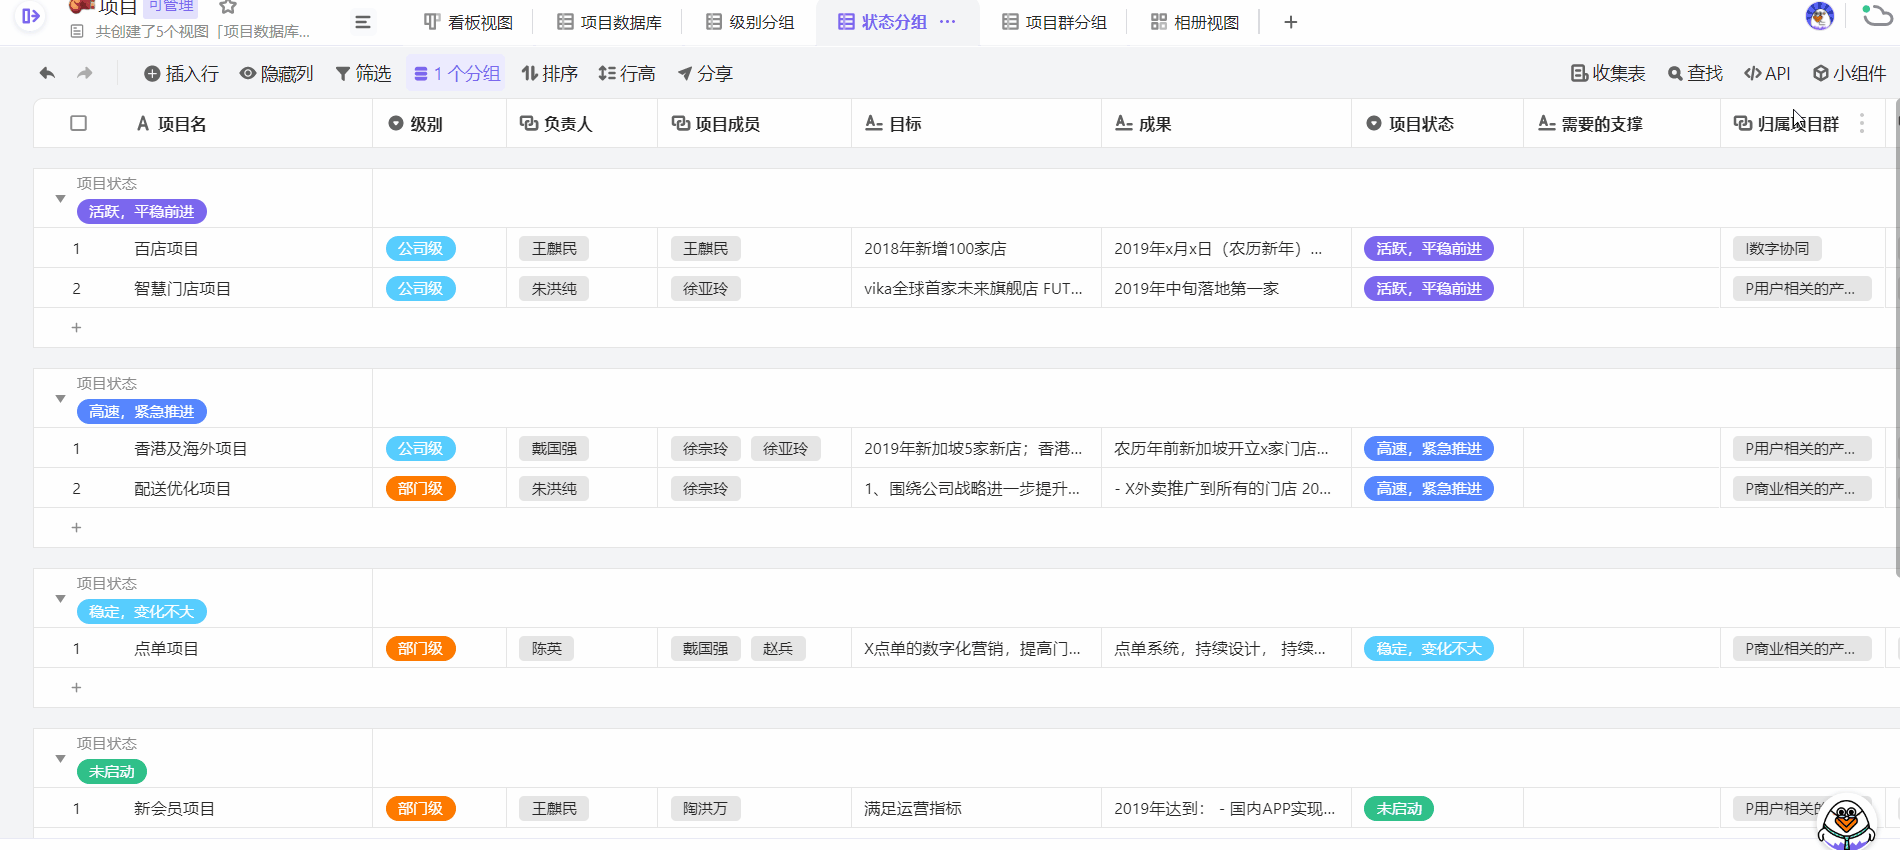 项目 可管理
共创建了5个视图「项目数据库...
看板视图 项目数据库 级别分组 状态分组 ··· 项目群分组 相册视图 +
插入行 隐藏列 筛选 1 个分组 排序 行高 分享 收集表 查找 API 小组件
项目名 级别 负责人 项目成员 目标 成果 项目状态 需要的支撑 归属项目群
项目状态
活跃，平稳前进
1 百店项目 公司级 王麒民 王麒民 2018年新增100家店 2019年x月x日（农历新年）... 活跃，平稳前进 I数字协同
2 智慧门店项目 公司级 朱洪纯 徐亚玲 vika全球首家未来旗舰店 FUT... 2019年中旬落地第一家 活跃，平稳前进 P用户相关的产...
+
项目状态
高速，紧急推进
1 香港及海外项目 公司级 戴国强 徐宗玲 徐亚玲 2019年新加坡5家新店；香港... 农历年前新加坡开立x家门店... 高速，紧急推进 P用户相关的产...
2 配送优化项目 部门级 朱洪纯 徐宗玲 1、围绕公司战略进一步提升... - X外卖推广到所有的门店 20... 高速，紧急推进 P商业相关的产...
+
项目状态
稳定，变化不大
1 点单项目 部门级 陈英 戴国强 赵兵 X点单的数字化营销，提高门... 点单系统，持续设计， 持续... 稳定，变化不大 P商业相关的产...
+
项目状态
未启动
1 新会员项目 部门级 王麒民 陶洪万 满足运营指标 2019年达到： - 国内APP实现... 未启动 P用户相关的